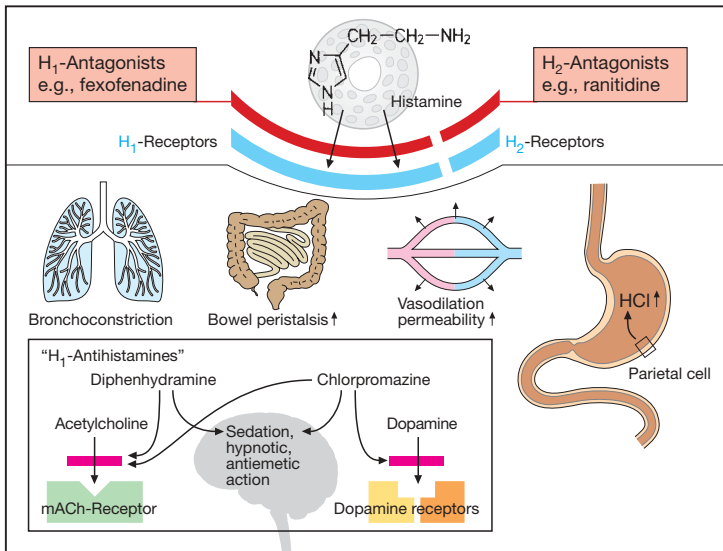 H1-Antagonists
e.g., fexofenadine
N
N
H
CH2—CH2—NH2
Histamine
H2-Antagonists
e.g., ranitidine
H1-Receptors
H2-Receptors
Bronchoconstriction
Bowel peristalsis
Vasodilation
permeability
HCl
Parietal cell
“H1-Antihistamines”
Diphenhydramine
Chlorpromazine
Acetylcholine
Sedation,
hypnotic,
antiemetic
action
Dopamine
mACh-Receptor
Dopamine receptors